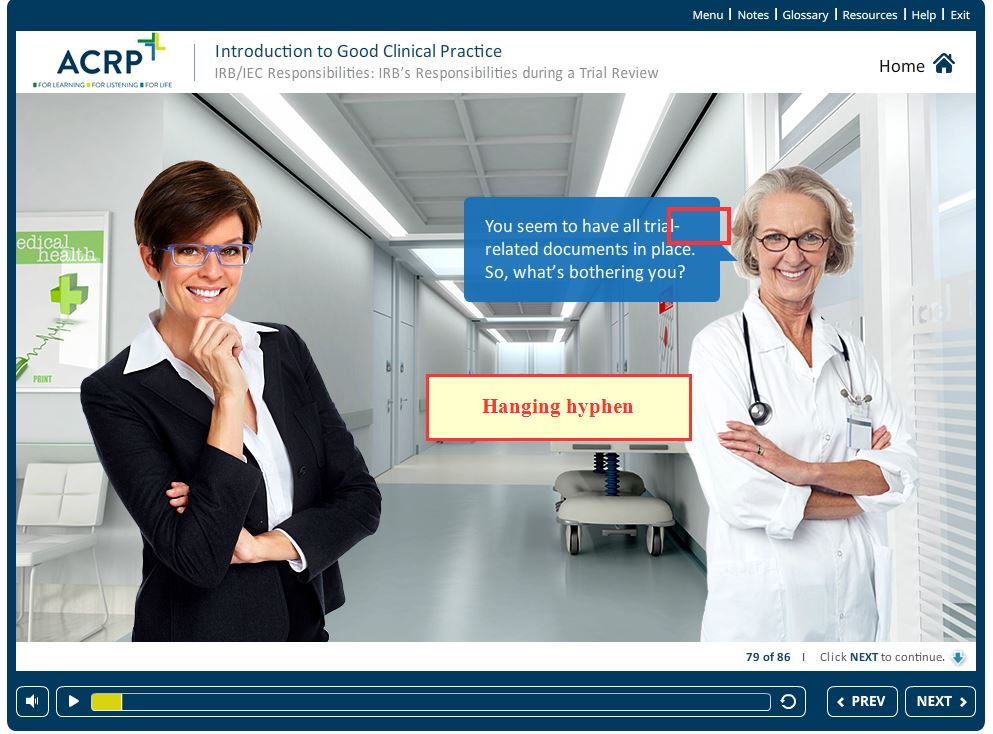 Menu | Notes | Glossary | Resources | Help | Exit
ACRP
FOR LEARNING FOR LISTENING FOR LIFE
Introduction to Good Clinical Practice
IRB/IEC Responsibilities: IRB's Responsibilities during a Trial Review
Home
You seem to have all trial-
related documents in place.
So, what's bothering you?
edical
health
PRINT
Hanging hyphen
79 of 86 | Click NEXT to continue.
PREV
NEXT